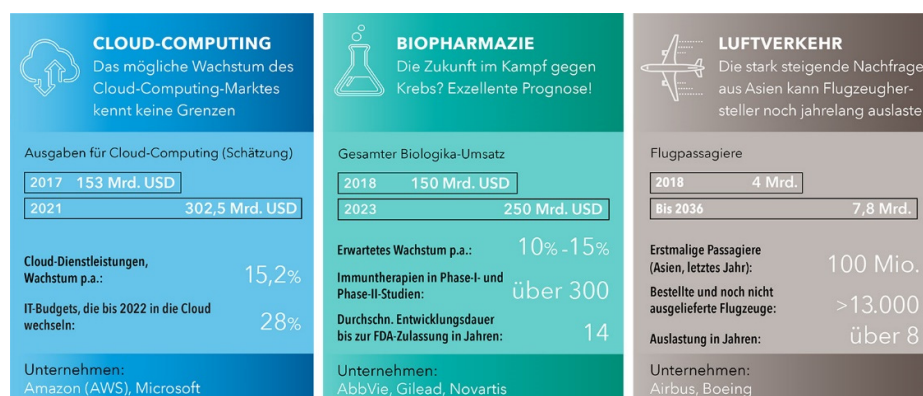 CLOUD-COMPUTING
Das mögliche Wachstum des
Cloud-Computing-Marktes
kennt keine Grenzen
Ausgaben für Cloud-Computing (Schätzung)
2017 153 Mrd. USD
2021 302,5 Mrd. USD
Cloud-Dienstleistungen,
Wachstum p.a.: 15,2%
IT-Budgets, die bis 2022 in die Cloud
wechseln: 28%
Unternehmen:
Amazon (AWS), Microsoft
BIOPHARMAZIE
Die Zukunft im Kampf gegen
Krebs? Exzellente Prognose!
Gesamter Biologika-Umsatz
2018 150 Mrd. USD
2023 250 Mrd. USD
Erwartetes Wachstum p.a.: 10%-15%
Immuntherapien in Phase-I- und
Phase-II-Studien: über 300
Durchschn. Entwicklungsdauer
bis zur FDA-Zulassung in Jahren: 14
Unternehmen:
AbbVie, Gilead, Novartis
LUFTVERKEHR
Die stark steigende Nachfrage
aus Asien kann Flugzeugher-
steller noch jahrelang auslaste
Flugpassagiere
2018 4 Mrd.
Bis 2036 7,8 Mrd.
Erstmalige Passagiere
(Asien, letztes Jahr): 100 Mio.
Bestellte und noch nicht
ausgelieferte Flugzeuge: >13.000
Auslastung in Jahren: über 8
Unternehmen:
Airbus, Boeing